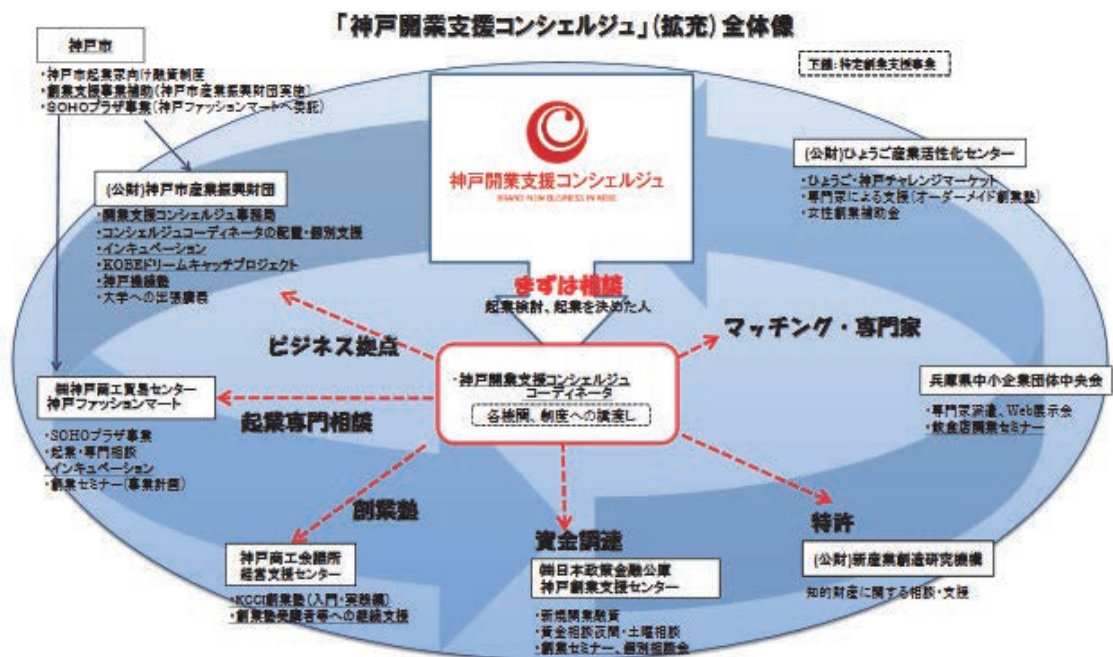 「神戸開業支援コンシェルジュ」(拡充)全体像
神戸市
・神戸市起業家向け融資制度
・創業支援事業補助(神戸市産業振興財団実施)
・SOHOプラザ事業(神戸ファッションマートへ委託)
下線:特定創業支援事業
神戸開業支援コンシェルジュ
BRAND NEW BUSINESS IN KOBE
(公財)ひょうご産業活性化センター
・ひょうご・神戸チャレンジマーケット
・専門家による支援(オーダーメイド創業塾)
・女性創業補助金
(公財)神戸市産業振興財団
・開業支援コンシェルジュ事務局
・コンシェルジュコーディネータの配置・個別支援
・インキュベーション
・KOBEドリームキャッチプロジェクト
・神戸操縦塾
・大学への出張講義
まずは相談
起業検討、起業を決めた人
ビジネス拠点
マッチング・専門家
・神戸開業支援コンシェルジュ
コーディネータ
各機関、制度への橋渡し
㈱神戸商工貿易センター
神戸ファッションマート
・SOHOプラザ事業
・起業・専門相談
・インキュベーション
・創業セミナー(事業計画)
起業専門相談
兵庫県中小企業団体中央会
・専門家派遣、Web展示会
・飲食店開業セミナー
創業塾
資金調達
特許
神戸商工会議所
経営支援センター
・KCCI創業塾(入門・実践編)
・創業塾受講者等への継続支援
㈱日本政策金融公庫
神戸創業支援センター
・新規開業融資
・資金相談夜間・土曜相談
・創業セミナー、個別相談会
(公財)新産業創造研究機構
知的財産に関する相談・支援